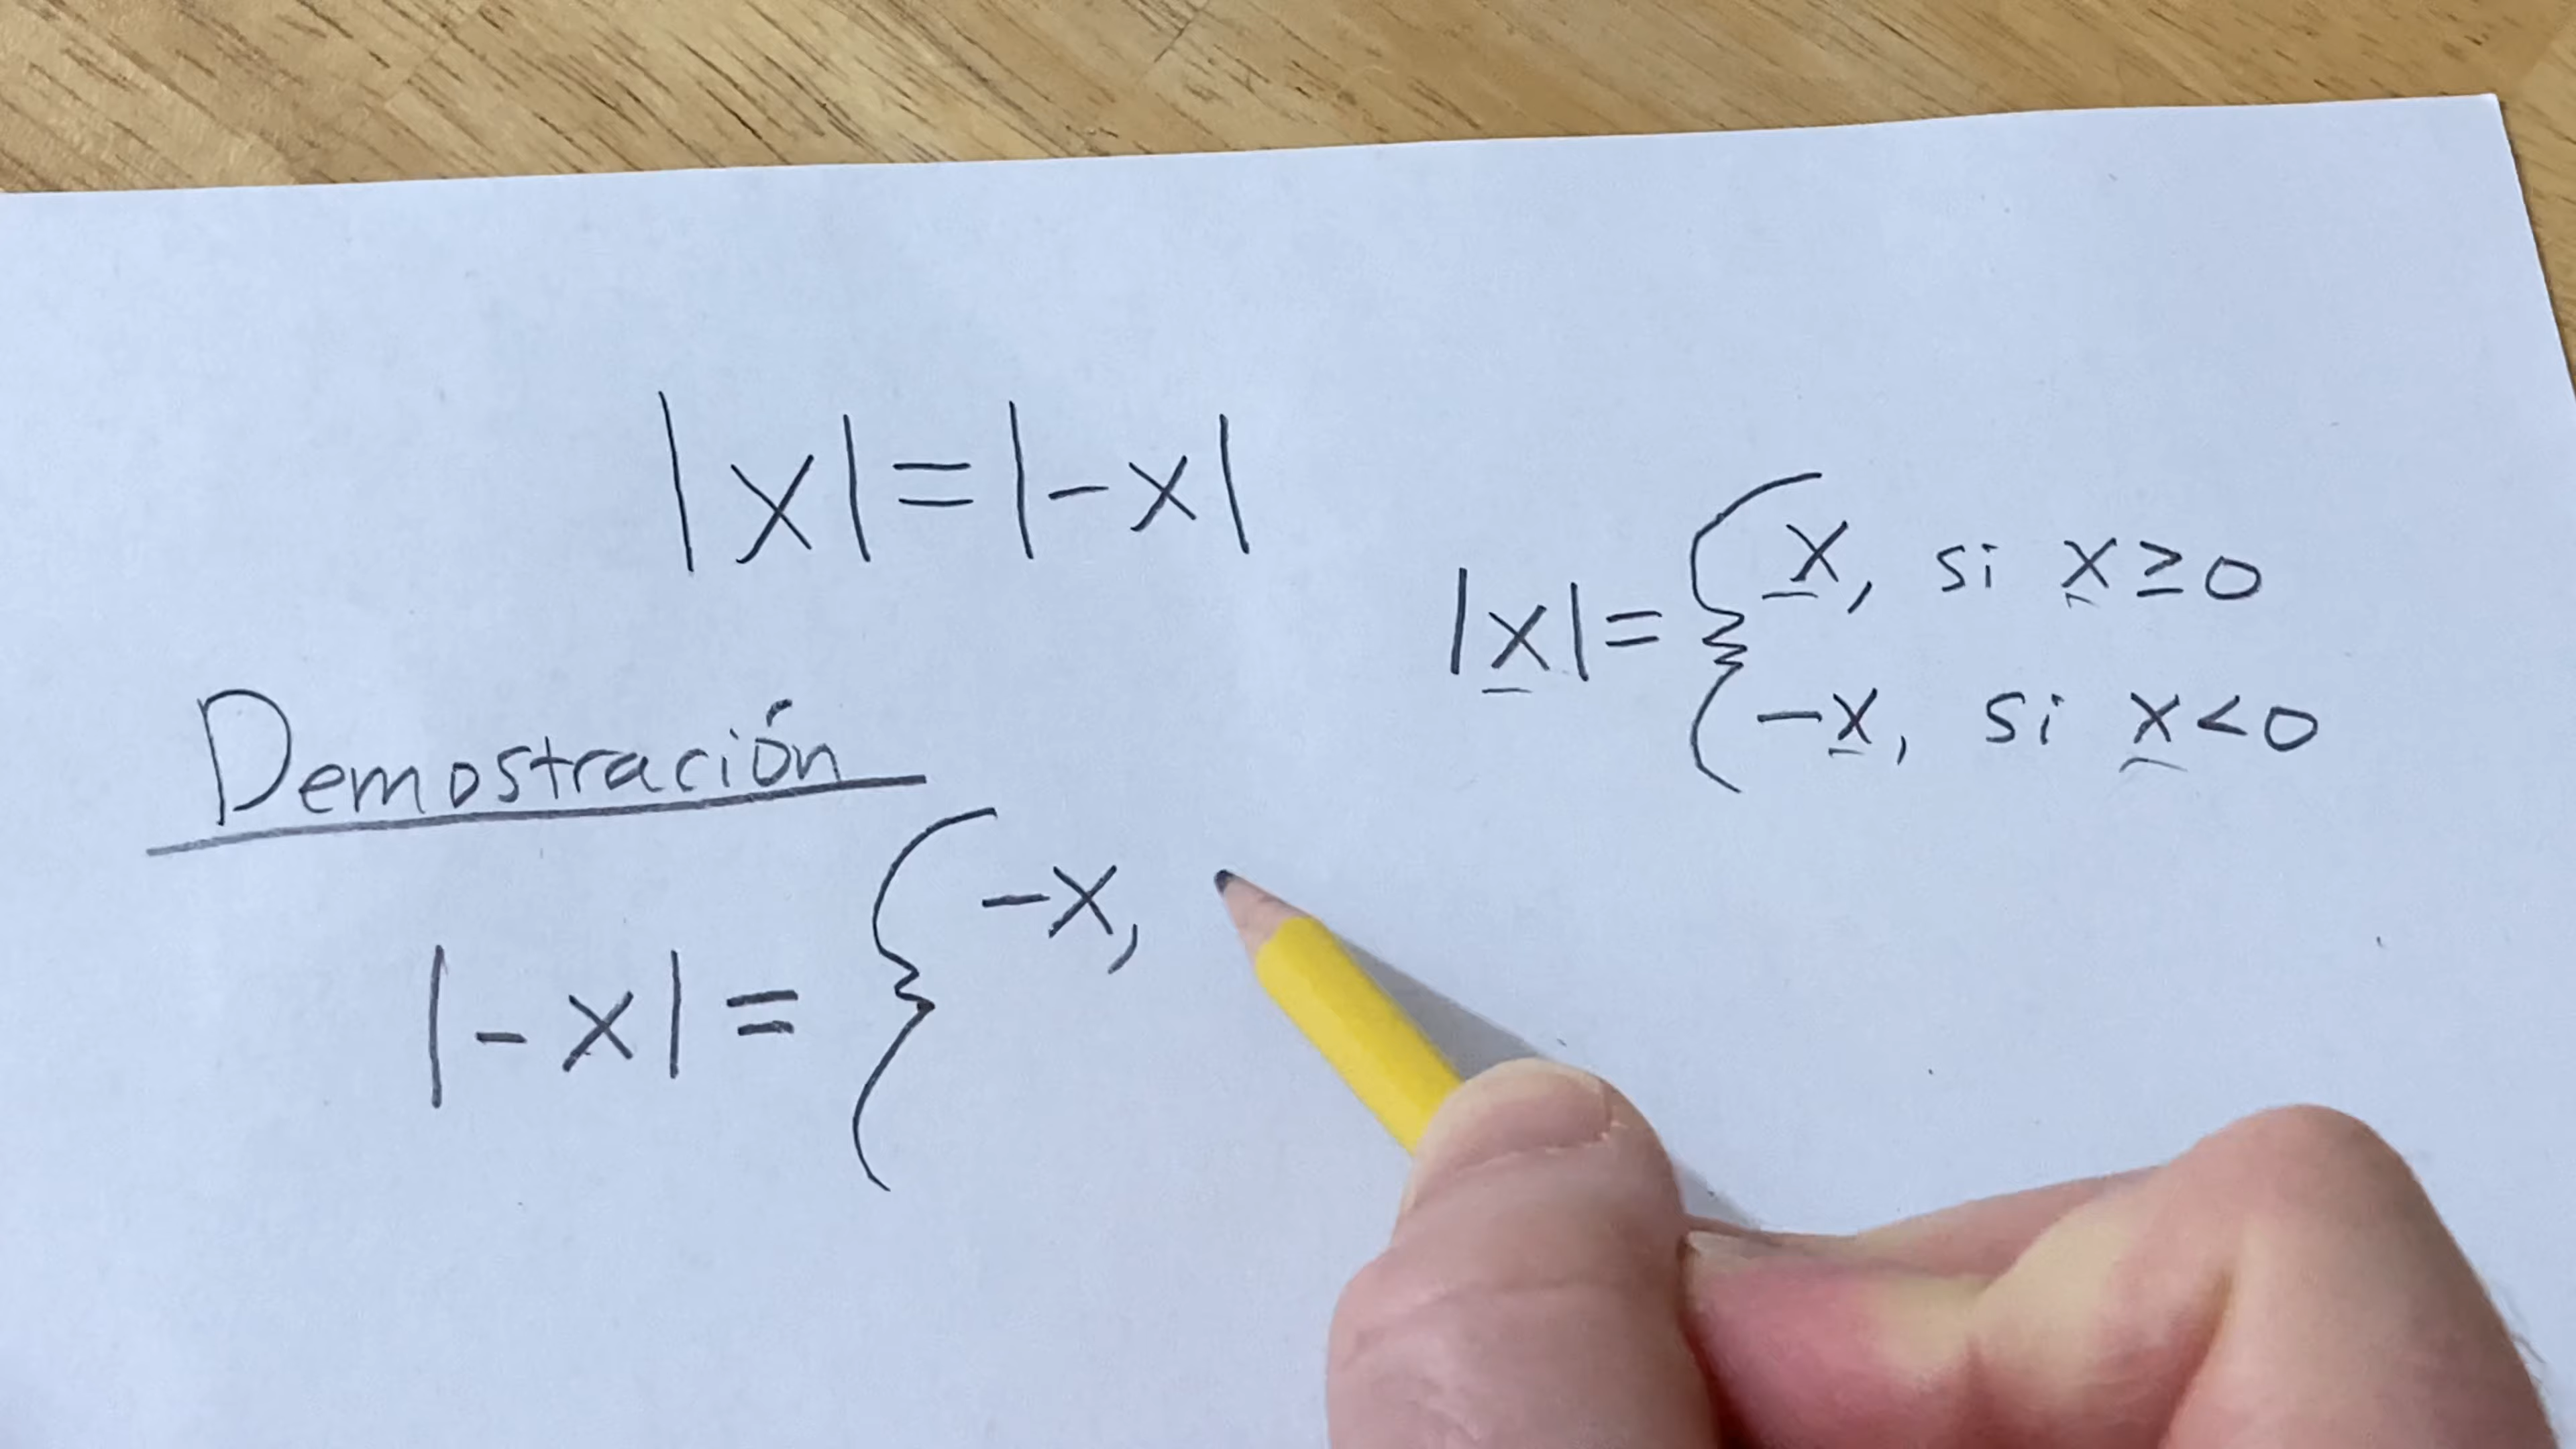 |x|=|-x|
|x|= { x, si x≥0
-x, si x<0
Demostración
|-x|= { -x,